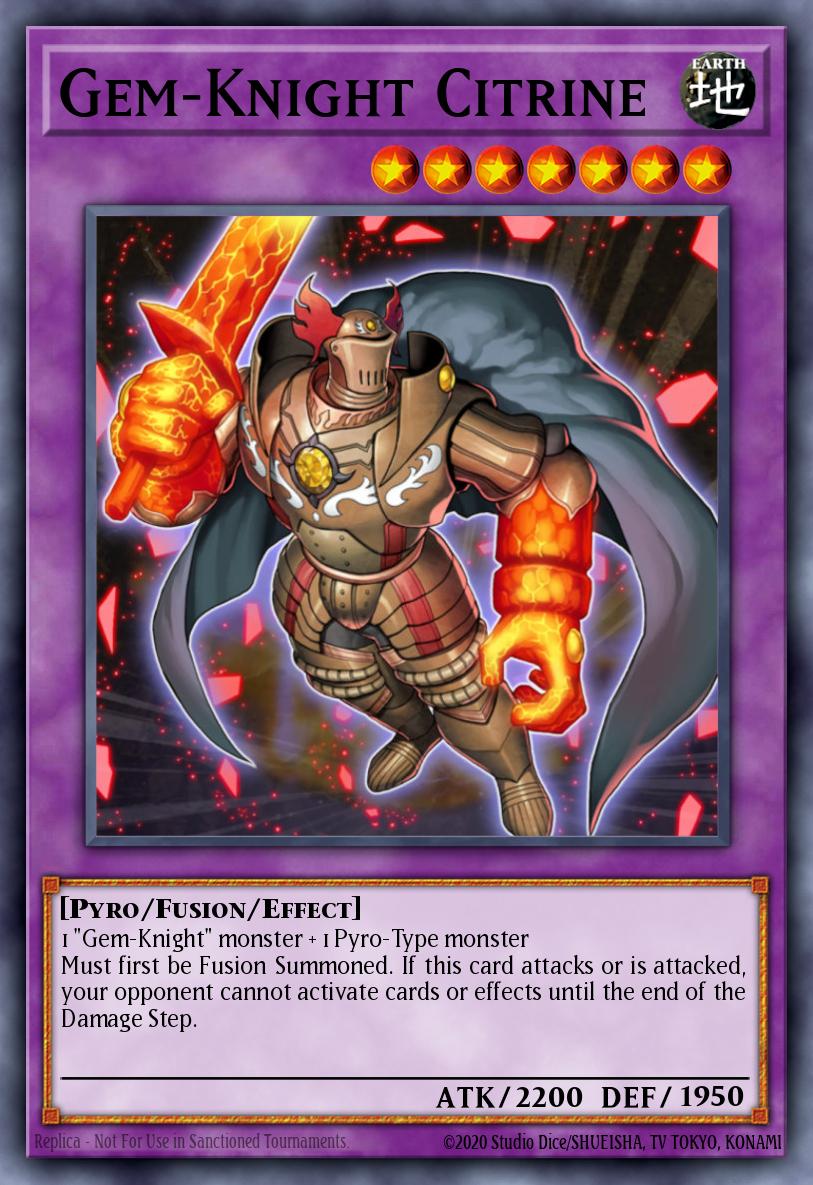 Gem-Knight Citrine
EARTH
地
[Pyro/Fusion/Effect]
1 "Gem-Knight" monster + 1 Pyro-Type monster
Must first be Fusion Summoned. If this card attacks or is attacked,
your opponent cannot activate cards or effects until the end of the
Damage Step.
ATK/2200 DEF/1950
Replica - Not For Use in Sanctioned Tournaments.
©2020 Studio Dice/SHUEISHA, TV TOKYO, KONAMI